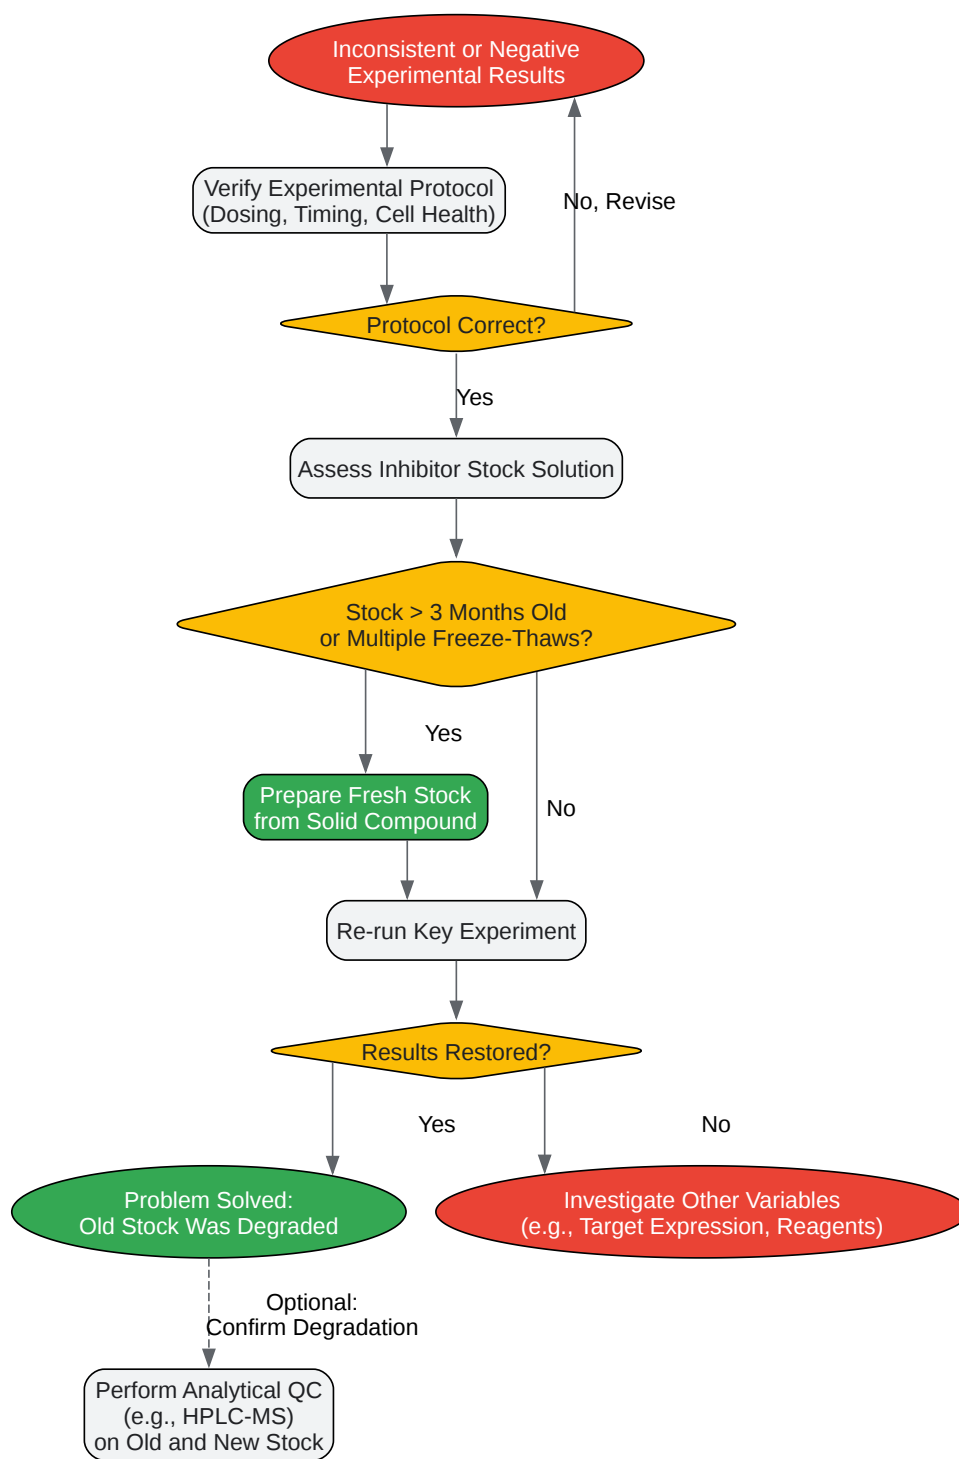 Inconsistent or Negative
Experimental Results
Verify Experimental Protocol
(Dosing, Timing, Cell Health)
No, Revise
Protocol Correct?
Yes
Assess Inhibitor Stock Solution
Stock > 3 Months Old
or Multiple Freeze-Thaws?
Yes
Prepare Fresh Stock
from Solid Compound
No
Re-run Key Experiment
Results Restored?
Yes
No
Problem Solved:
Old Stock Was Degraded
Investigate Other Variables
(e.g., Target Expression, Reagents)
Optional:
Confirm Degradation
Perform Analytical QC
(e.g., HPLC-MS)
on Old and New Stock